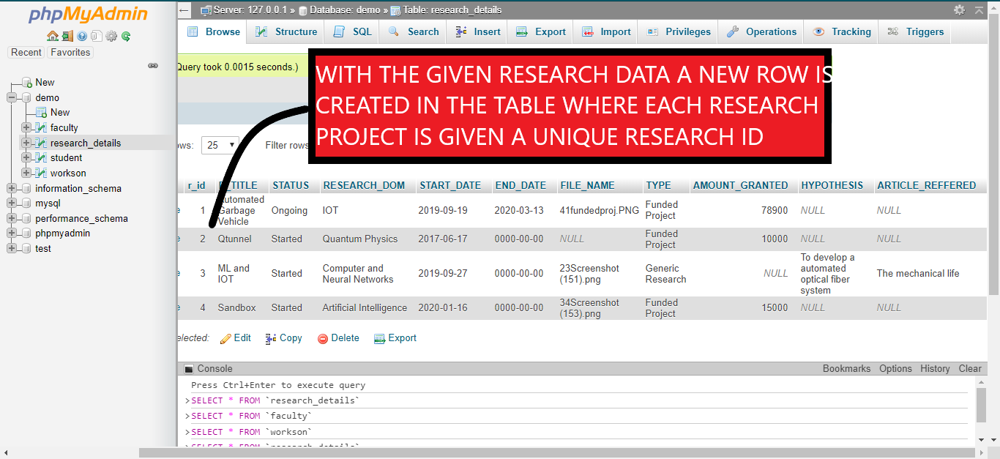 phpMyAdmin
Recent Favorites
New
demo
New
faculty
research_details
student
workson
information_schema
mysql
performance_schema
phpmyadmin
test
Server: 127.0.0.1 » Database: demo » Table: research_details
Browse Structure SQL Search Insert Export Import Privileges Operations Tracking Triggers
Query took 0.0015 seconds.)
WITH THE GIVEN RESEARCH DATA A NEW ROW IS
CREATED IN THE TABLE WHERE EACH RESEARCH
PROJECT IS GIVEN A UNIQUE RESEARCH ID
25 Filter rows
r_id TITLE STATUS RESEARCH_DOM START_DATE END_DATE FILE_NAME TYPE AMOUNT_GRANTED HYPOTHESIS ARTICLE_REFFERED
1 Automated Garbage Vehicle Ongoing IOT 2019-09-19 2020-03-13 41fundedproj.PNG Funded Project 78900 NULL NULL
2 Qtunnel Started Quantum Physics 2017-06-17 0000-00-00 NULL Funded Project 10000 NULL NULL
3 ML and IOT Started Computer and Neural Networks 2019-09-27 0000-00-00 23Screenshot (151).png Generic Research NULL To develop a automated optical fiber system The mechanical life
4 Sandbox Started Artificial Intelligence 2020-01-16 0000-00-00 34Screenshot (153).png Funded Project 15000 NULL NULL
elected: Edit Copy Delete Export
Console Bookmarks Options History Clear
Press Ctrl+Enter to execute query
>SELECT * FROM `research_details`
>SELECT * FROM `faculty`
>SELECT * FROM `workson`
>SELECT * FROM `research_details`